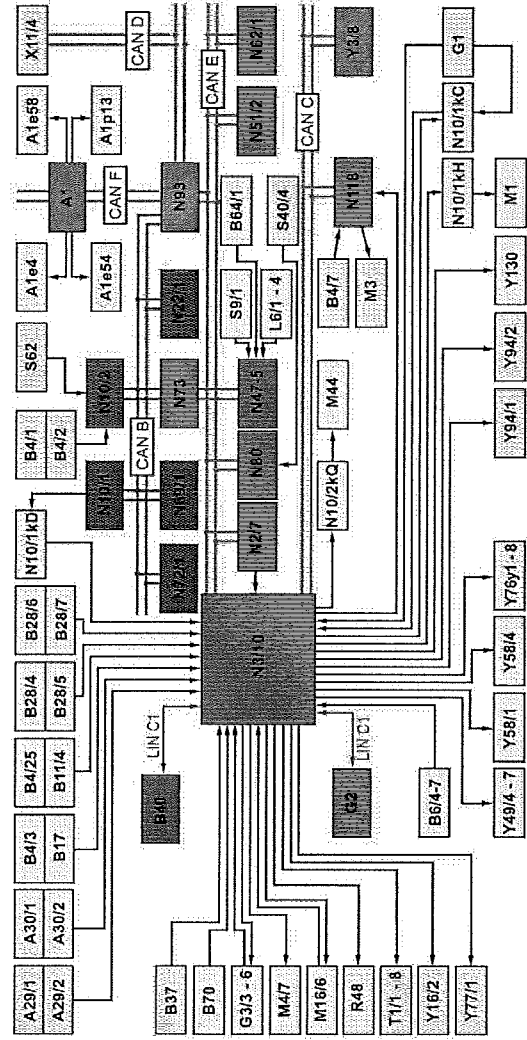 A29/1
A29/2
A30/1
A30/2
B4/3
B17
B4/25
B11/4
B28/4
B28/5
B28/6
B28/7
N10/1kD
B4/1
B4/2
S62
A1e4
A1e54
A1
A1e58
A1p13
X11/4
CAN D
CAN F
N10/1
N10/2
N93
CAN B
N69/1
N73
N22/1
CAN E
N62/1
N51/2
N2/7
N80
N47-5
S9/1
L6/1 - 4
B64/1
S40/4
CAN C
Y3/8
N118
B4/7
M3
N3/10
LIN C1
B40
LIN C1
G2
B37
B70
G3/3 - 6
M4/7
M16/6
R48
T1/1 - 8
Y16/2
Y77/1
N10/2kQ
M44
B6/4-7
Y49/4 - 7
Y58/1
Y58/4
Y76y1 - 8
Y94/1
Y94/2
Y130
N10/1kH
M1
N10/1kC
G1